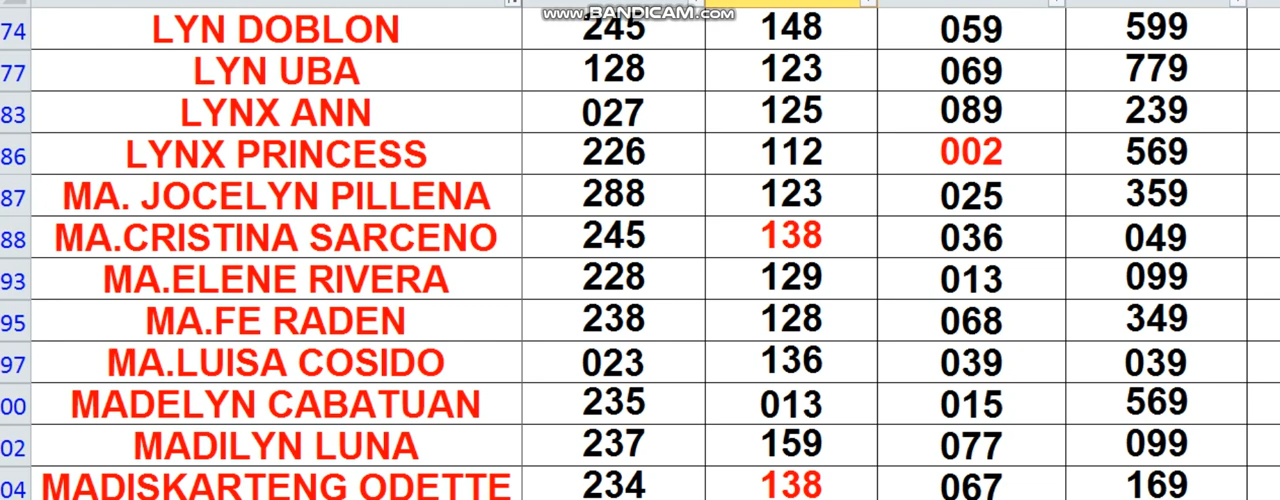 www.BANDICAM.com
74 LYN DOBLON 245 148 059 599
77 LYN UBA 128 123 069 779
83 LYNX ANN 027 125 089 239
86 LYNX PRINCESS 226 112 002 569
87 MA. JOCELYN PILLENA 288 123 025 359
88 MA.CRISTINA SARCENO 245 138 036 049
93 MA.ELENE RIVERA 228 129 013 099
95 MA.FE RADEN 238 128 068 349
97 MA.LUISA COSIDO 023 136 039 039
00 MADELYN CABATUAN 235 013 015 569
02 MADILYN LUNA 237 159 077 099
04 MADISKARTENG ODETTE 234 138 067 169